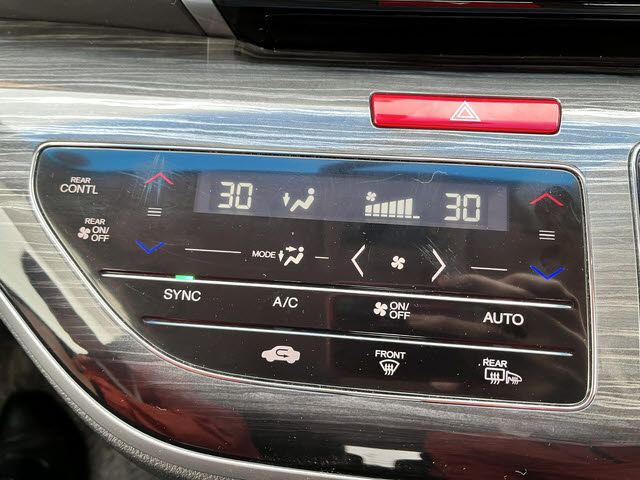 REAR
CONTL
30
30
REAR
ON/
OFF
MODE
SYNC
A/C
ON/
OFF
AUTO
FRONT
REAR